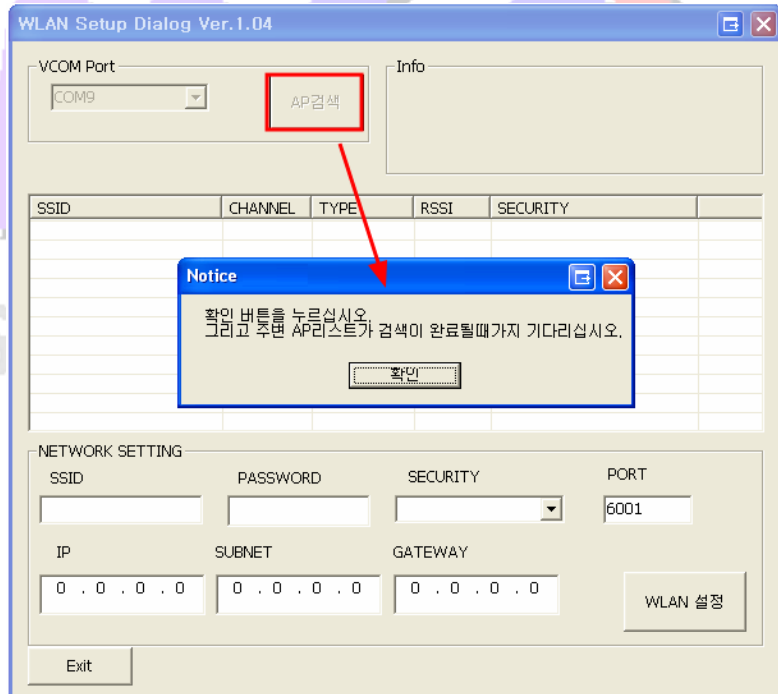 WLAN Setup Dialog Ver.1.04
VCOM Port
COM9
AP검색
Info
SSID CHANNEL TYPE RSSI SECURITY
Notice
확인 버튼을 누르십시오.
그리고 주변 AP리스트가 검색이 완료될때가지 기다리십시오.
확인
NETWORK SETTING
SSID PASSWORD SECURITY PORT
6001
IP SUBNET GATEWAY
0 . 0 . 0 . 0 0 . 0 . 0 . 0 0 . 0 . 0 . 0
WLAN 설정
Exit